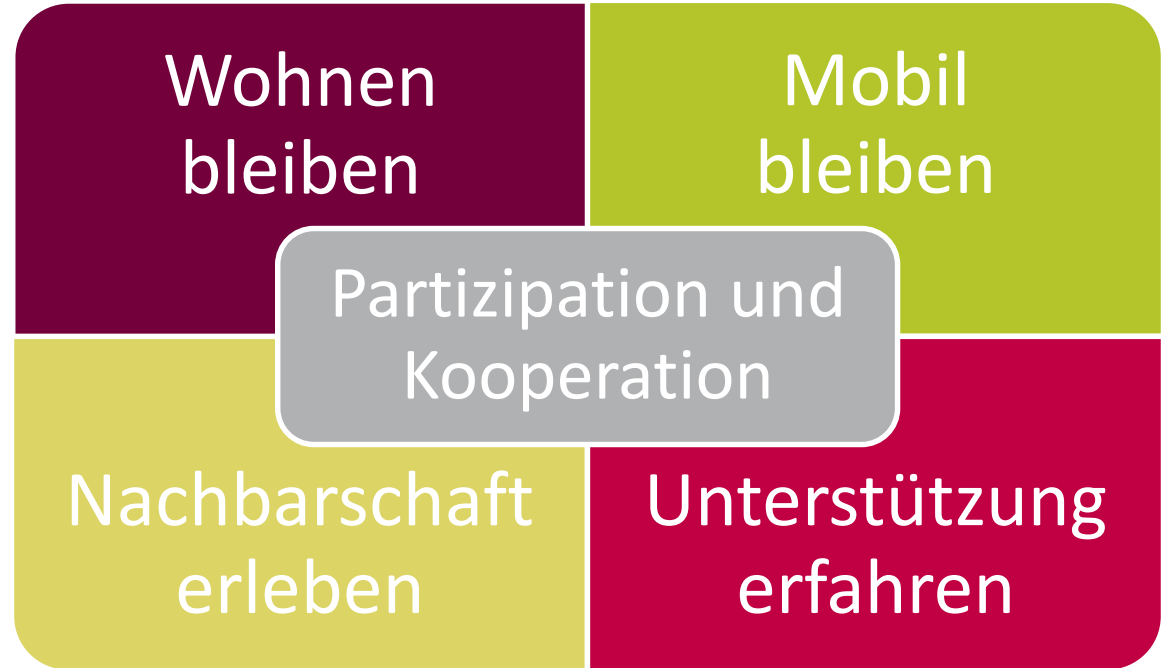 Wohnen
bleiben
Mobil
bleiben
Partizipation und
Kooperation
Nachbarschaft
erleben
Unterstützung
erfahren